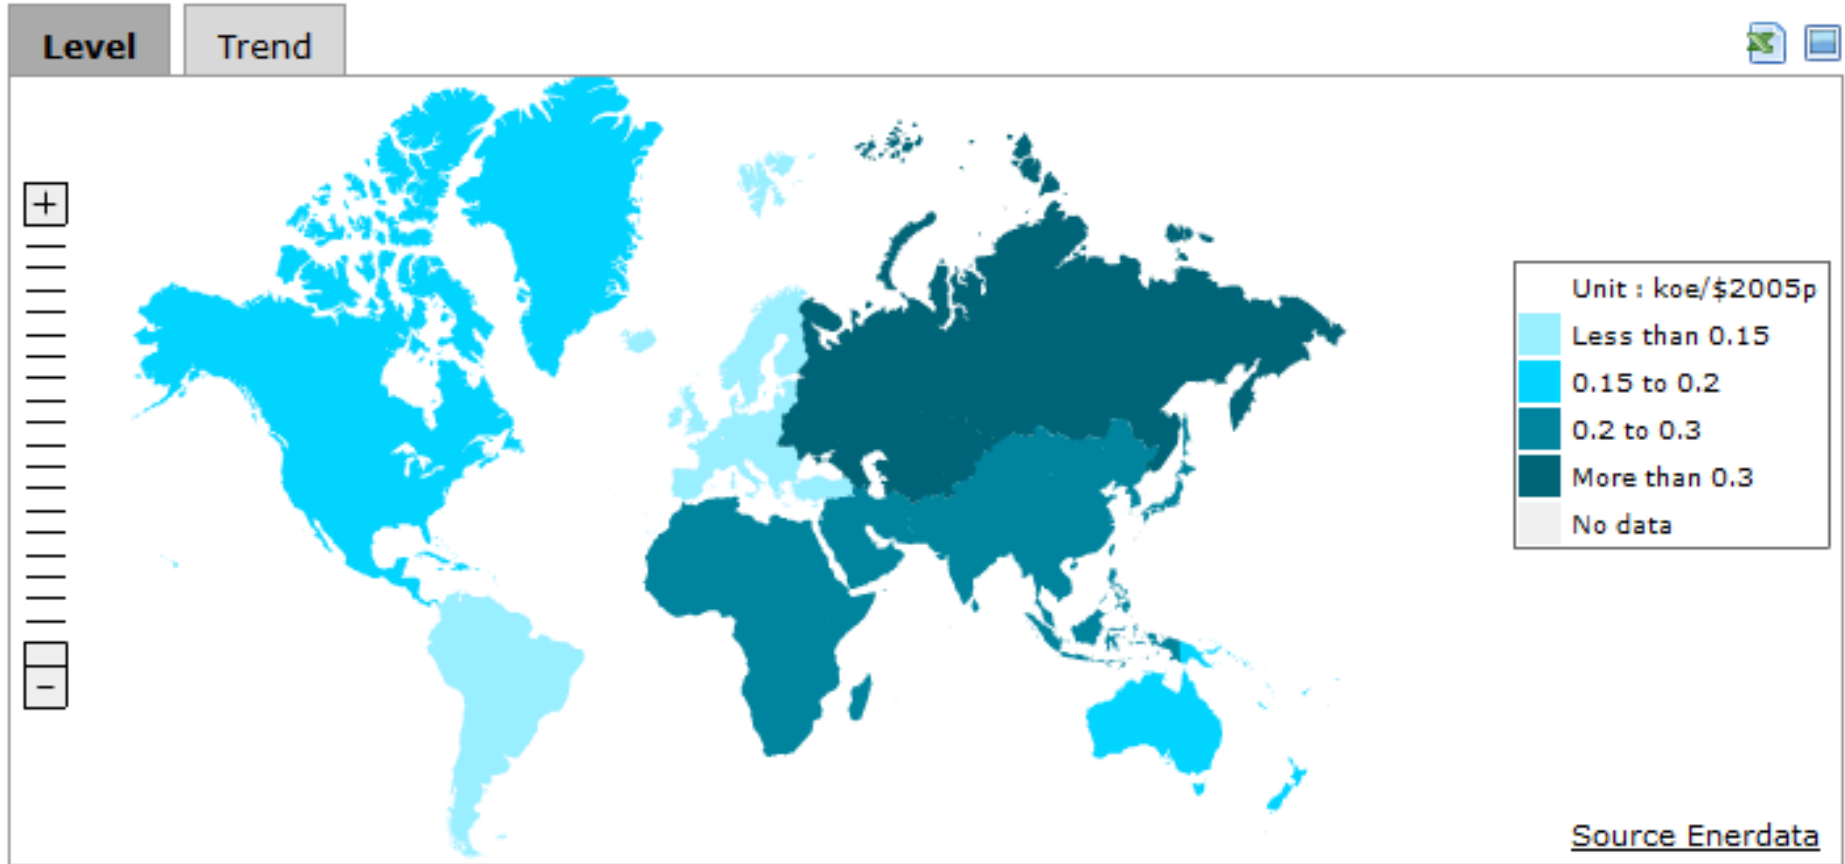 Level Trend
+
Unit : koe/$2005p
Less than 0.15
0.15 to 0.2
0.2 to 0.3
More than 0.3
No data
−
Source Enerdata